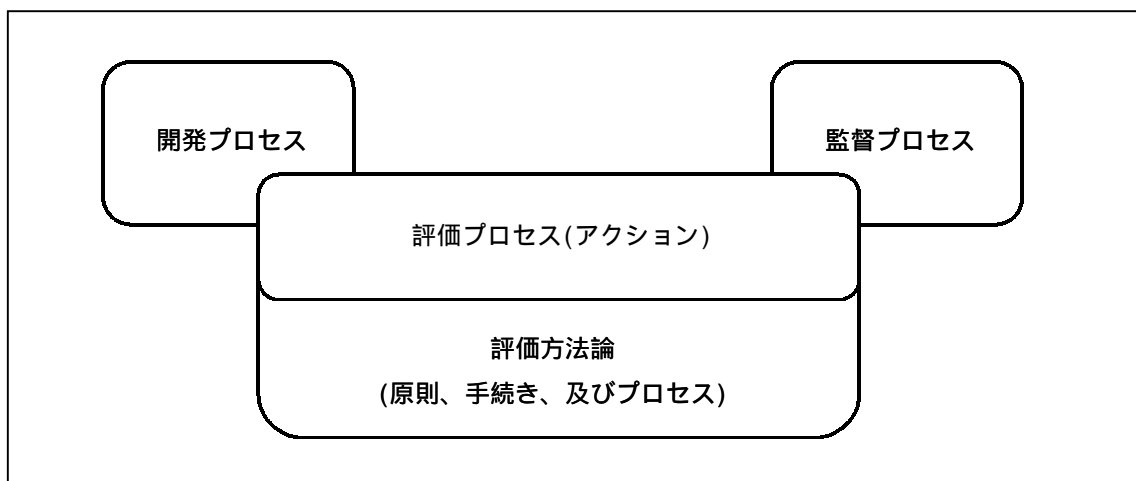 開発プロセス
監督プロセス
評価プロセス(アクション)
評価方法論
(原則、手続き、及びプロセス)